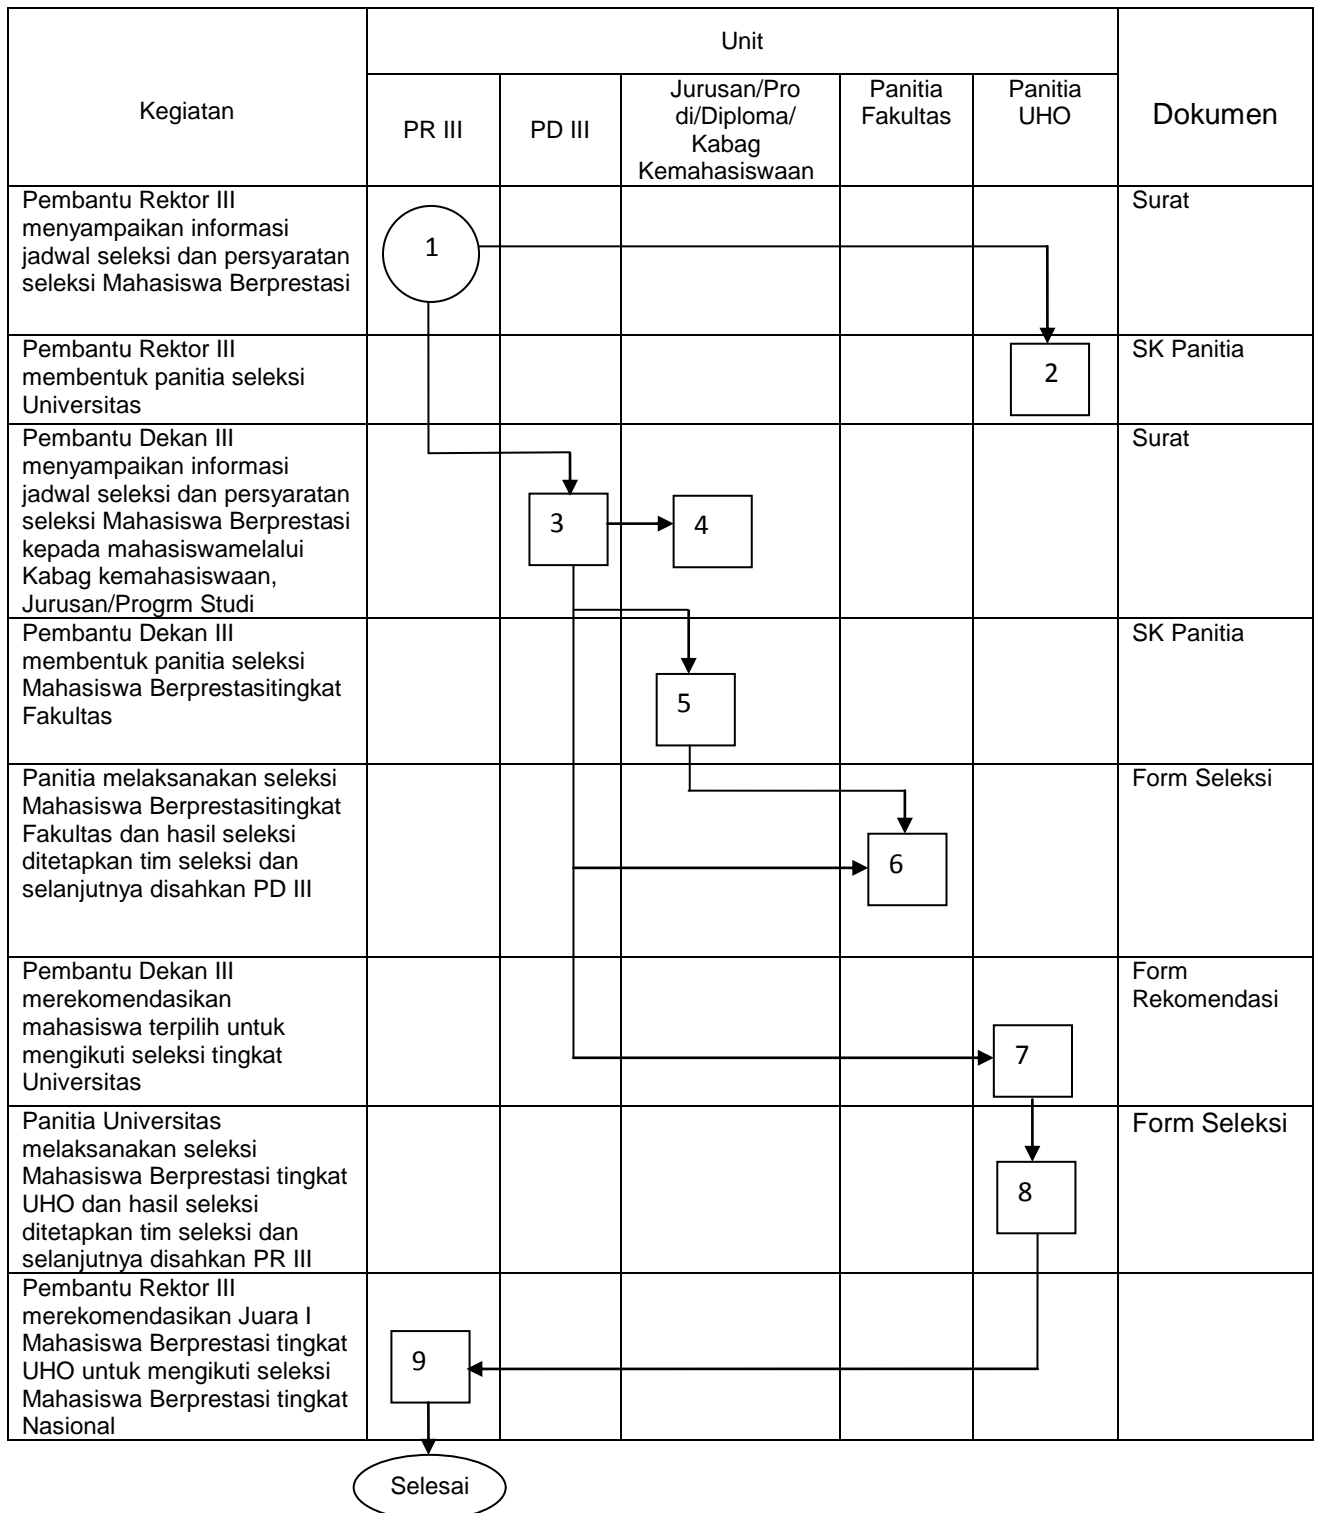 Kegiatan
Unit
Dokumen
PR III
PD III
Jurusan/Pro
di/Diploma/
Kabag
Kemahasiswaan
Panitia
Fakultas
Panitia
UHO
Pembantu Rektor III
menyampaikan informasi
jadwal seleksi dan persyaratan
seleksi Mahasiswa Berprestasi
1
Surat
Pembantu Rektor III
membentuk panitia seleksi
Universitas
2
SK Panitia
Pembantu Dekan III
menyampaikan informasi
jadwal seleksi dan persyaratan
seleksi Mahasiswa Berprestasi
kepada mahasiswamelalui
Kabag kemahasiswaan,
Jurusan/Progrm Studi
3
4
Surat
Pembantu Dekan III
membentuk panitia seleksi
Mahasiswa Berprestasitingkat
Fakultas
5
SK Panitia
Panitia melaksanakan seleksi
Mahasiswa Berprestasitingkat
Fakultas dan hasil seleksi
ditetapkan tim seleksi dan
selanjutnya disahkan PD III
6
Form Seleksi
Pembantu Dekan III
merekomendasikan
mahasiswa terpilih untuk
mengikuti seleksi tingkat
Universitas
7
Form
Rekomendasi
Panitia Universitas
melaksanakan seleksi
Mahasiswa Berprestasi tingkat
UHO dan hasil seleksi
ditetapkan tim seleksi dan
selanjutnya disahkan PR III
8
Form Seleksi
Pembantu Rektor III
merekomendasikan Juara I
Mahasiswa Berprestasi tingkat
UHO untuk mengikuti seleksi
Mahasiswa Berprestasi tingkat
Nasional
9
Selesai